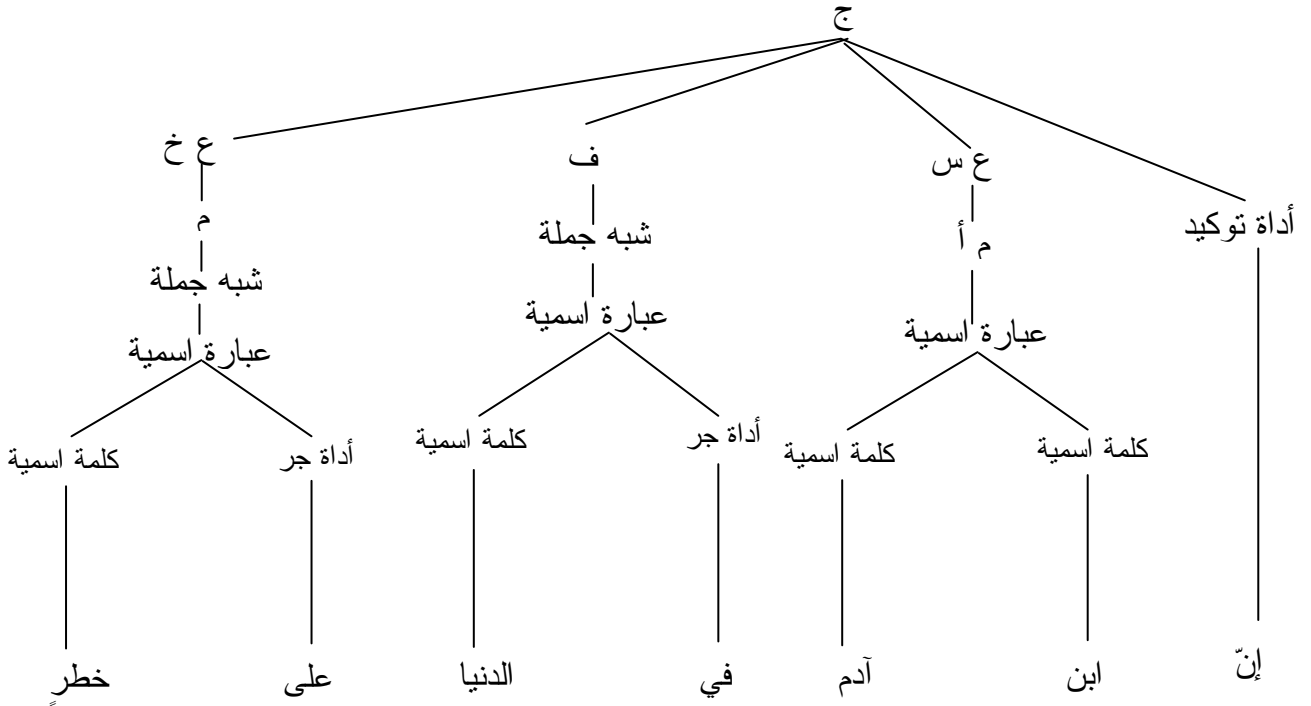 ج
ع س ف ع خ
أداة توكيد
م أ شبه جملة م
شبه جملة
عبارة اسمية عبارة اسمية عبارة اسمية
كلمة اسمية كلمة اسمية أداة جر كلمة اسمية أداة جر كلمة اسمية
إنّ ابن آدم في الدنيا على خطرٍ